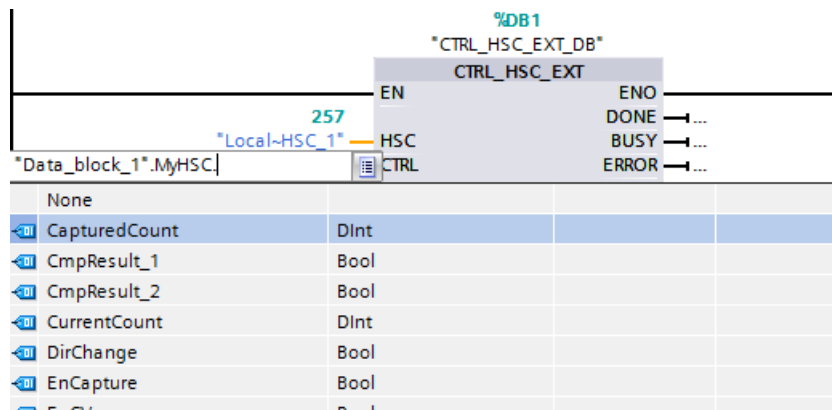 %DB1
"CTRL_HSC_EXT_DB"
CTRL_HSC_EXT
EN ENO
257 DONE ...
"Local~HSC_1" HSC BUSY ...
"Data_block_1".MyHSC. CTRL ERROR ...
None
CapturedCount DInt
CmpResult_1 Bool
CmpResult_2 Bool
CurrentCount DInt
DirChange Bool
EnCapture Bool